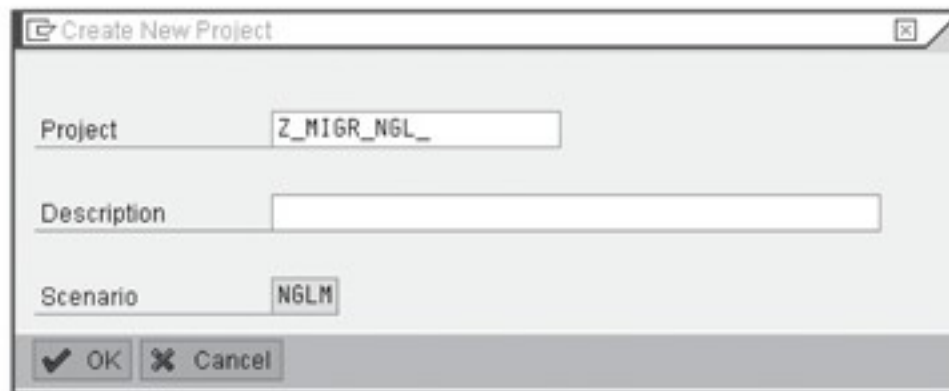 Create New Project
Project Z_MIGR_NGL_
Description
Scenario NGLM
OK Cancel